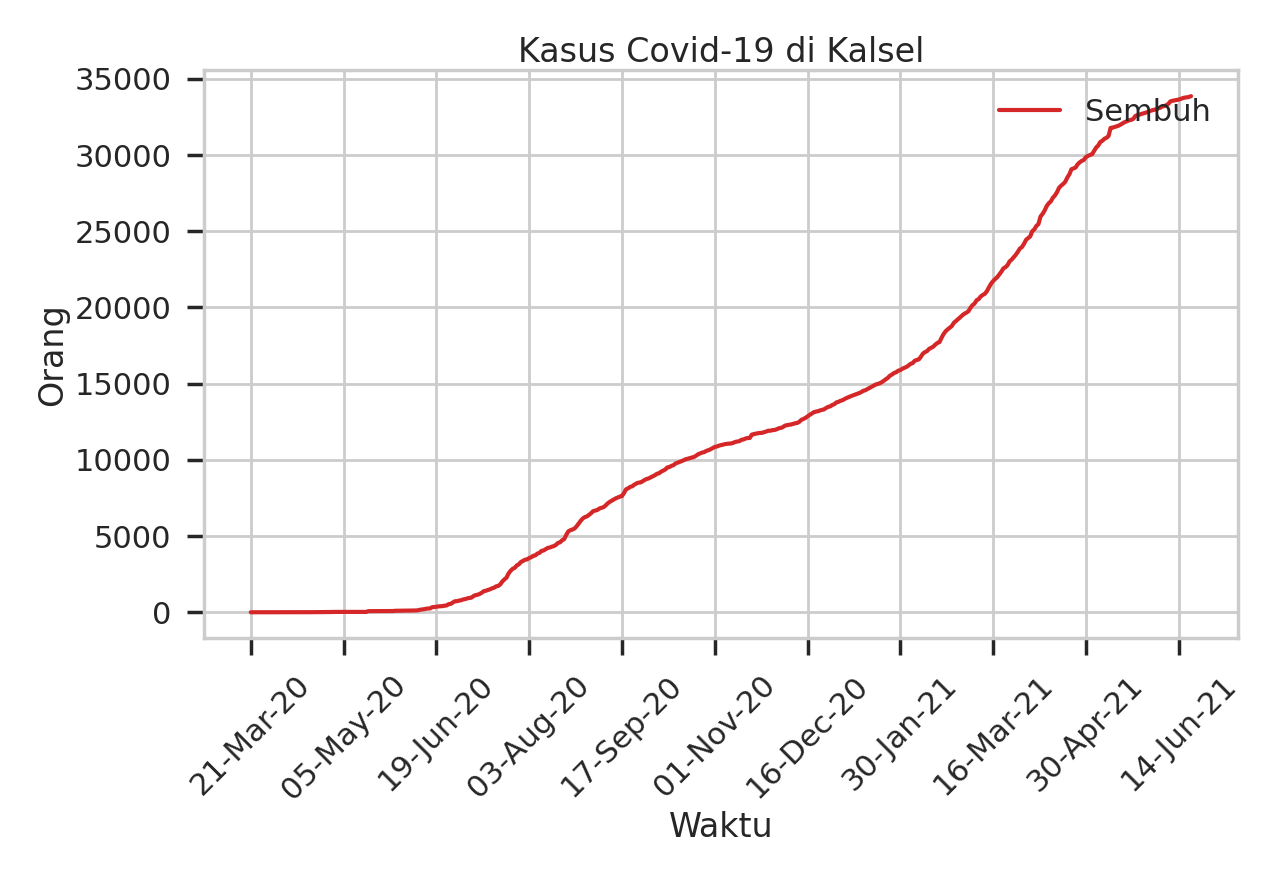 Kasus Covid-19 di Kalsel
Sembuh
Orang
35000
30000
25000
20000
15000
10000
5000
0
21-Mar-20
05-May-20
19-Jun-20
03-Aug-20
17-Sep-20
01-Nov-20
16-Dec-20
30-Jan-21
16-Mar-21
30-Apr-21
14-Jun-21
Waktu